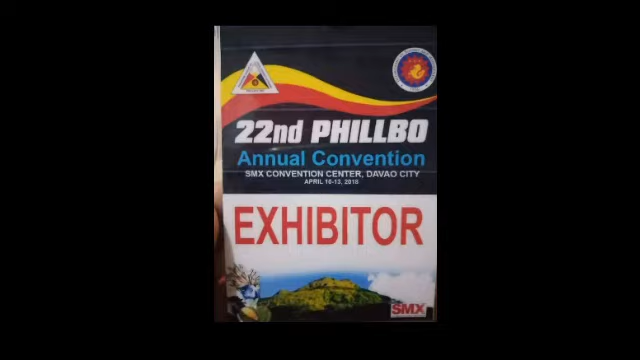 22nd PHILLBO
Annual Convention
SMX CONVENTION CENTER, DAVAO CITY
APRIL 10-13, 2018
EXHIBITOR
SMX